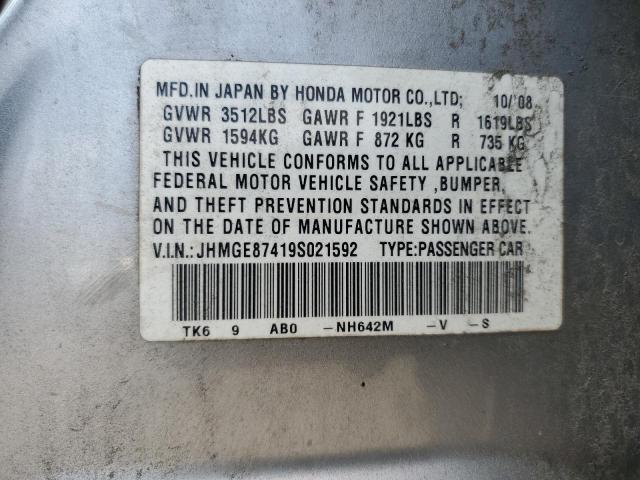 MFD.IN JAPAN BY HONDA MOTOR CO.,LTD; 10/'08
GVWR 3512LBS GAWR F 1921LBS R 1619LBS
GVWR 1594KG GAWR F 872 KG R 735 KG
THIS VEHICLE CONFORMS TO ALL APPLICABLE
FEDERAL MOTOR VEHICLE SAFETY ,BUMPER,
AND THEFT PREVENTION STANDARDS IN EFFECT
ON THE DATE OF MANUFACTURE SHOWN ABOVE.
V.I.N.:JHMGE87419S021592 TYPE:PASSENGER CAR
TK6 9 AB0 -NH642M -V -S